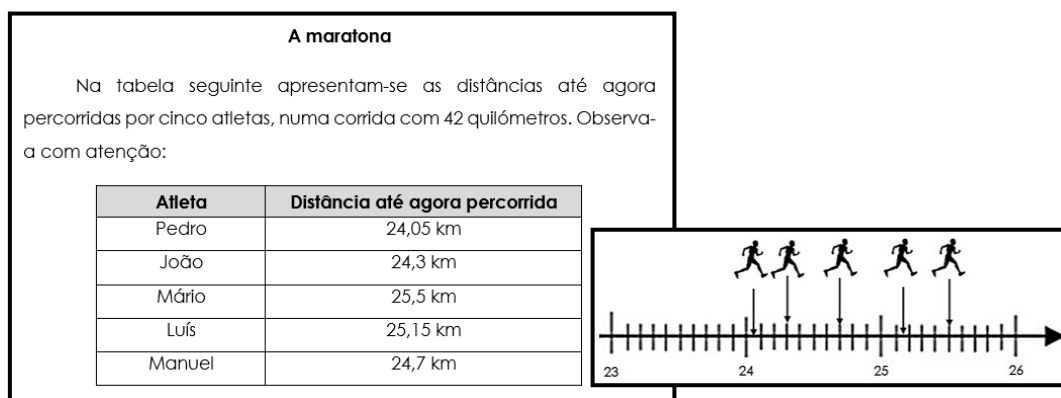 A maratona
Na tabela seguinte apresentam-se as distâncias até agora
percorridas por cinco atletas, numa corrida com 42 quilómetros. Observa-
a com atenção:
Atleta Distância até agora percorrida
Pedro 24,05 km
João 24,3 km
Mário 25,5 km
Luís 25,15 km
Manuel 24,7 km
23 24 25 26